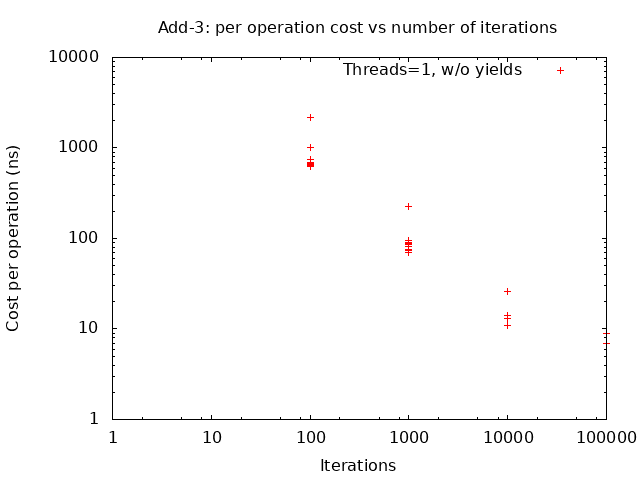 Add-3: per operation cost vs number of iterations
10000
Threads=1, w/o yields
1000
100
10
1
Cost per operation (ns)
1 10 100 1000 10000 100000
Iterations